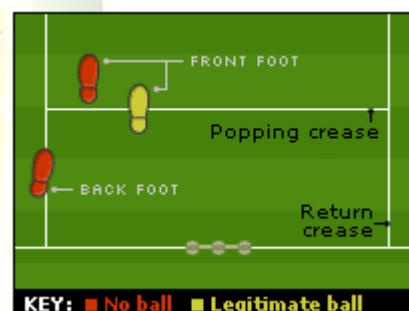 FRONT FOOT
Popping crease
BACK FOOT
Return
crease
KEY: No ball Legitimate ball